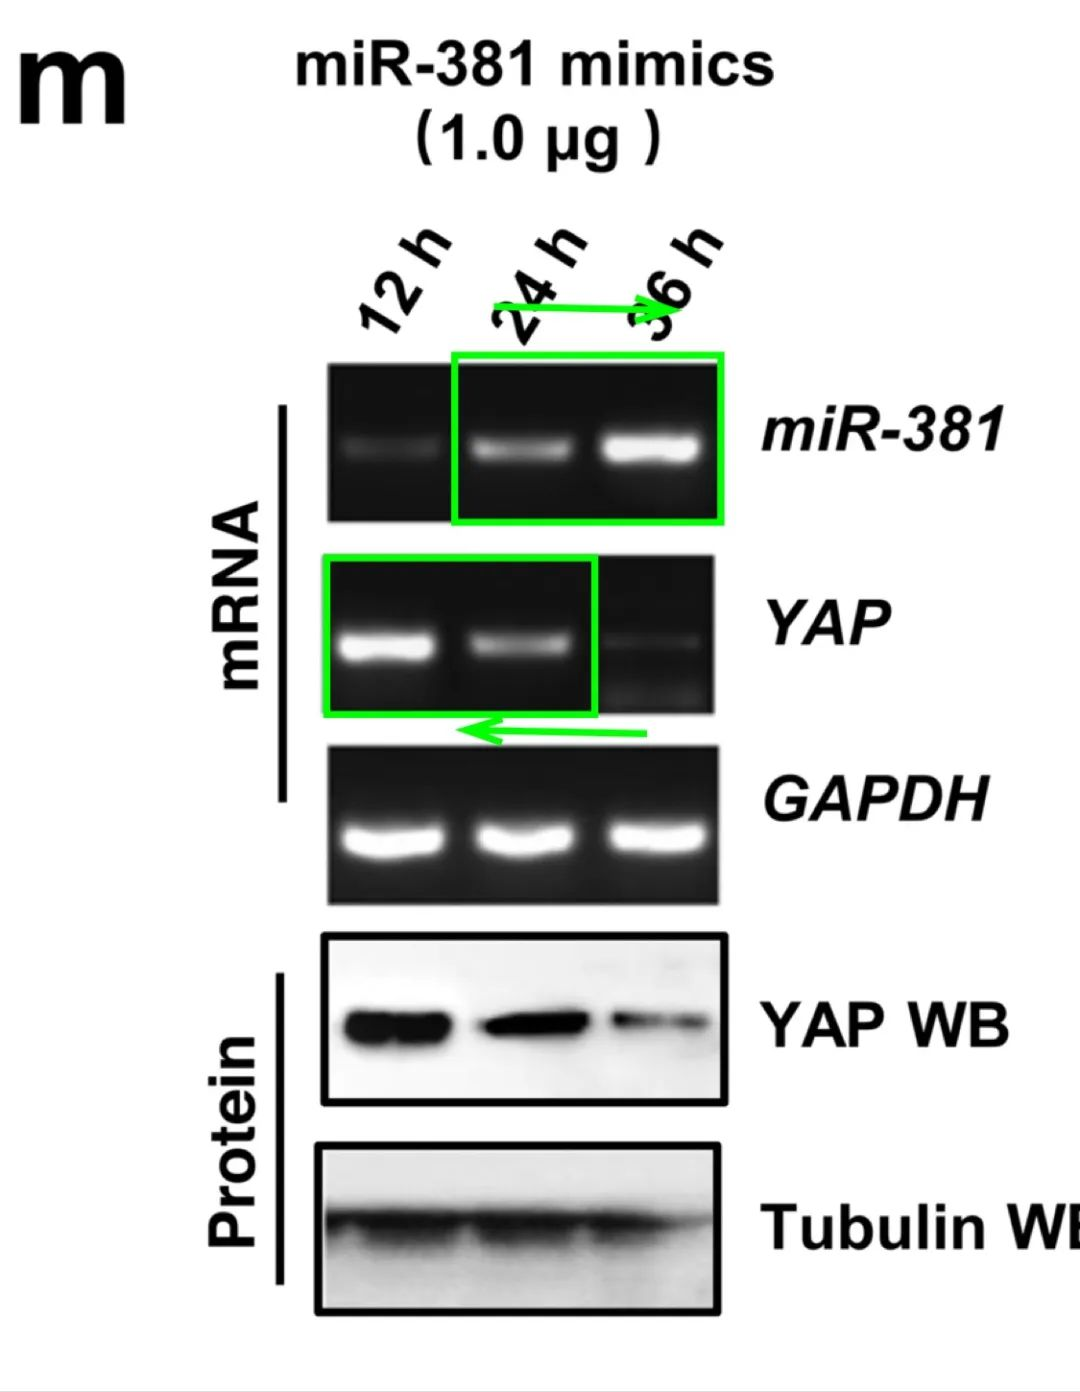 m
miR-381 mimics
(1.0 µg )
12 h
24 h
36 h
mRNA
miR-381
YAP
GAPDH
Protein
YAP WB
Tubulin WB